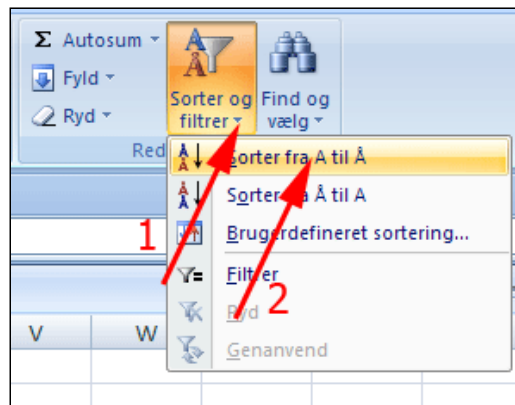 Σ Autosum
Fyld
Ryd
Sorter og
filtrer
Find og
vælg
Red
Sorter fra A til Å
Sorter fra Å til A
Brugerdefineret sortering...
Filtrer
Ryd
Genanvend
1
2
V W